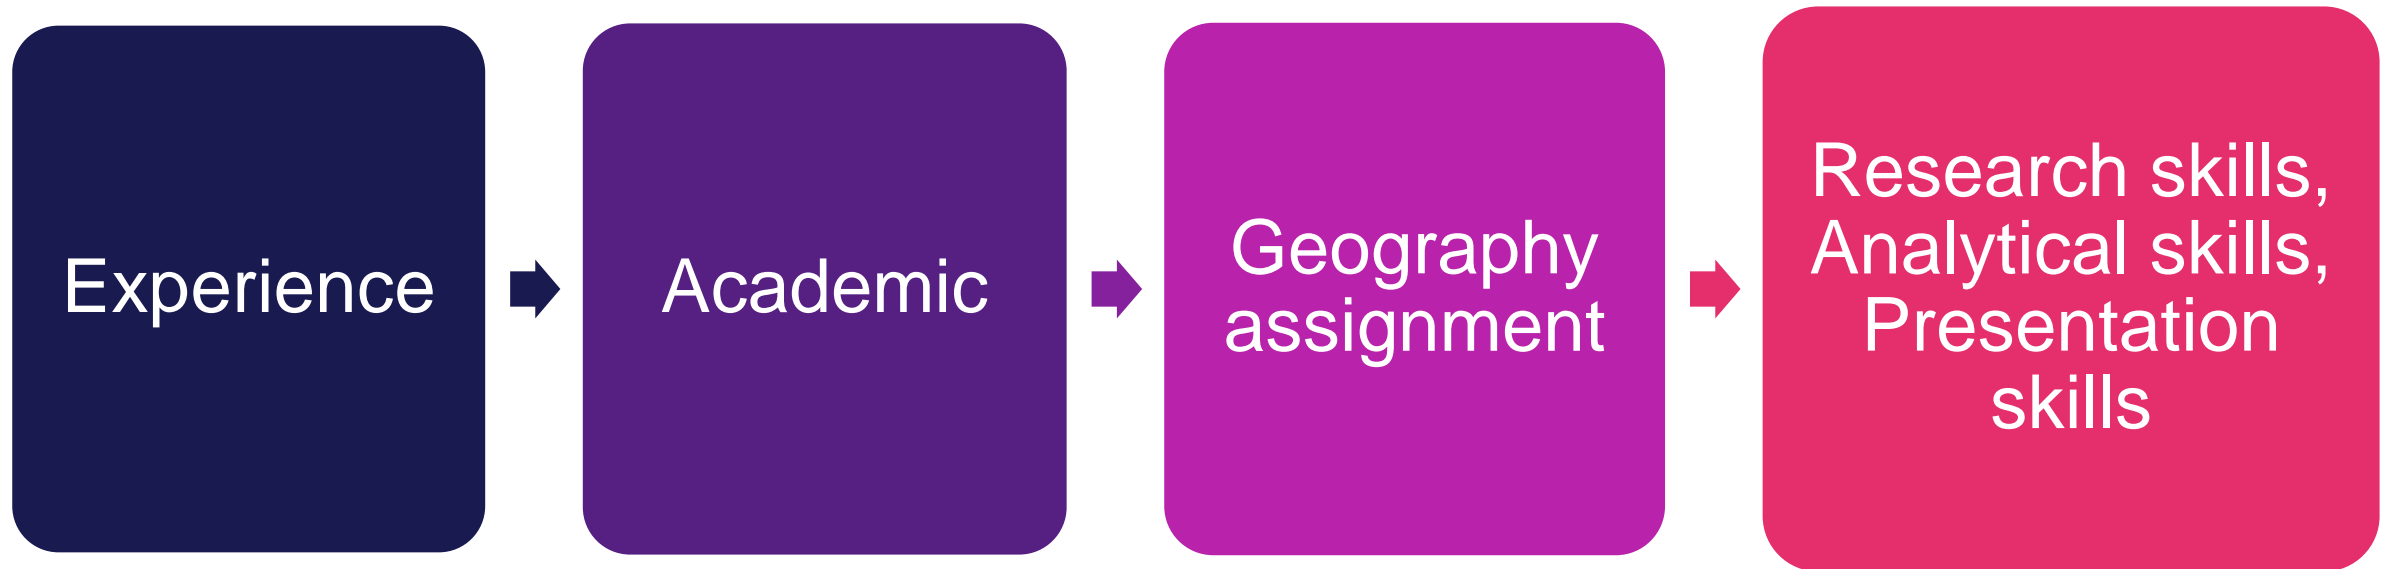 Experience
Academic
Geography
assignment
Research skills,
Analytical skills,
Presentation
skills